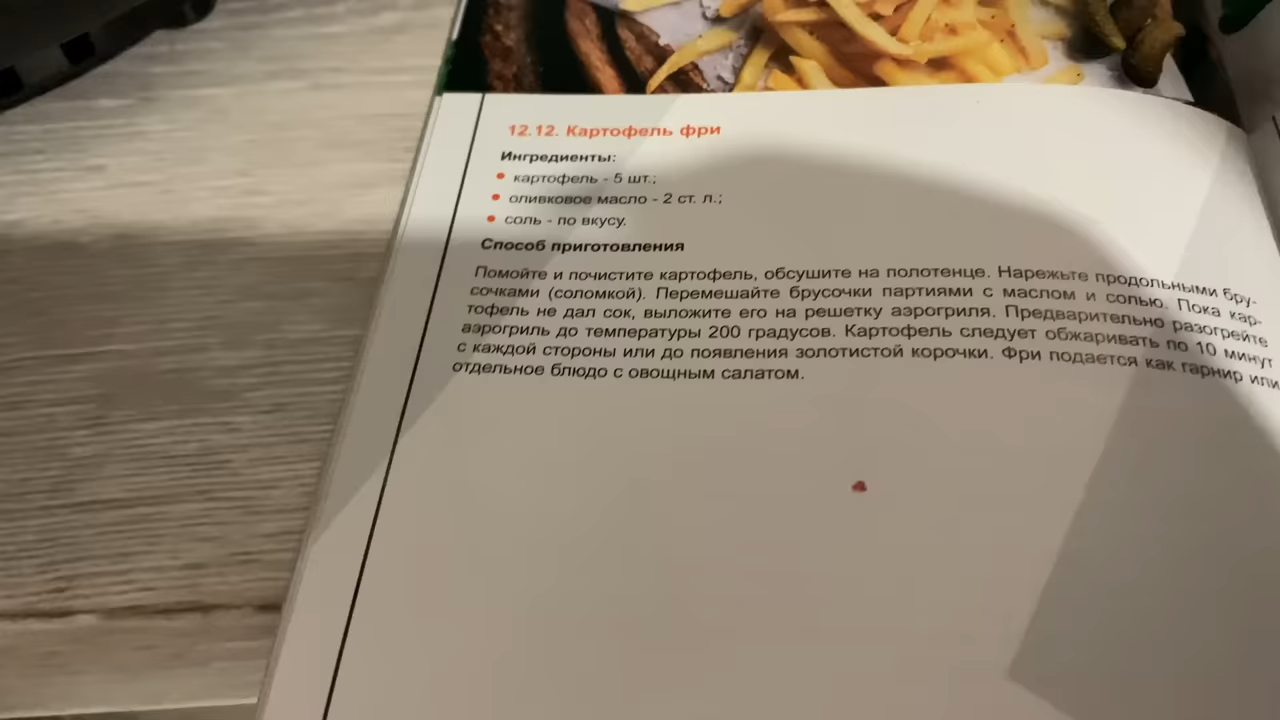 12.12. Картофель фри
Ингредиенты:
картофель - 5 шт.;
оливковое масло - 2 ст. л.;
соль - по вкусу.
Способ приготовления
Помойте и почистите картофель, обсушите на полотенце. Нарежьте продольными бру-
сочками (соломкой). Перемешайте брусочки партиями с маслом и солью. Пока кар-
тофель не дал сок, выложите его на решетку аэрогриля. Предварительно разогрейте
аэрогриль до температуры 200 градусов. Картофель следует обжаривать по 10 минут
с каждой стороны или до появления золотистой корочки. Фри подается как гарнир или
отдельное блюдо с овощным салатом.